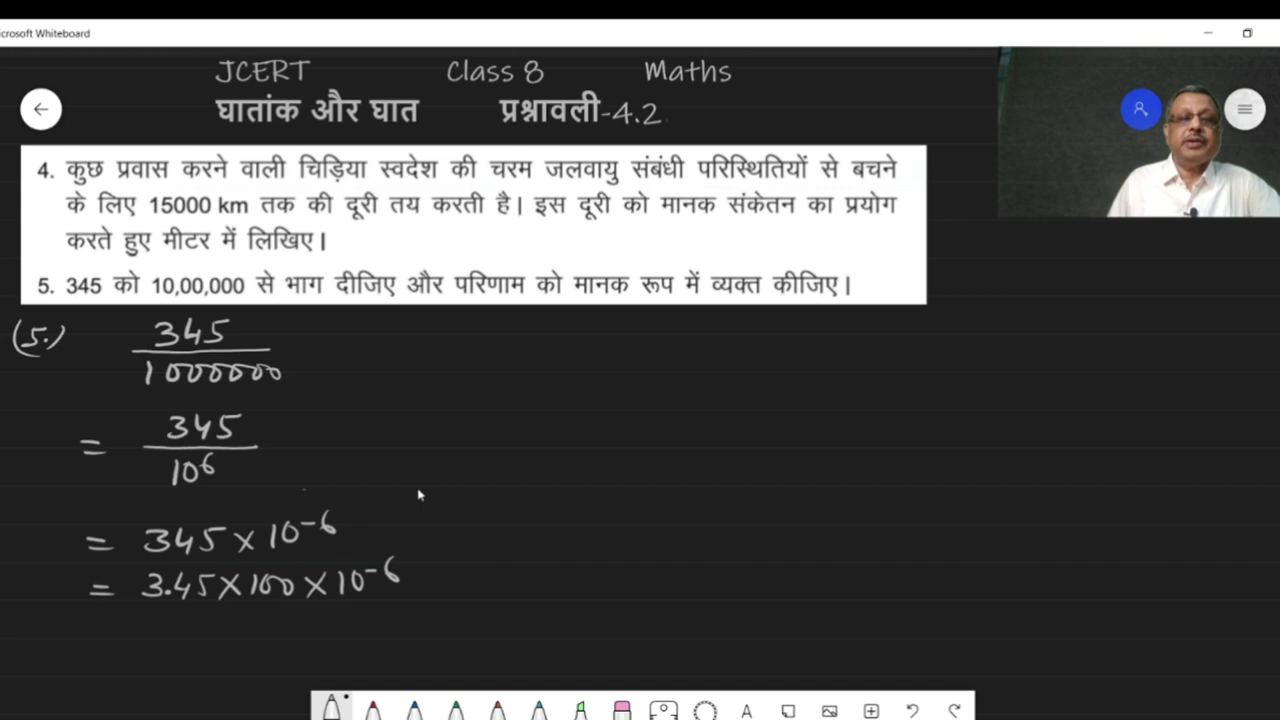 crosoft Whiteboard
JCERT Class 8 Maths
घातांक और घात प्रश्नावली-4.2
4. कुछ प्रवास करने वाली चिड़िया स्वदेश की चरम जलवायु संबंधी परिस्थितियों से बचने
के लिए 15000 km तक की दूरी तय करती है। इस दूरी को मानक संकेतन का प्रयोग
करते हुए मीटर में लिखिए।
5. 345 को 10,00,000 से भाग दीजिए और परिणाम को मानक रूप में व्यक्त कीजिए।
(5.) 345
1000000
= 345
10⁶
= 345 × 10⁻⁶
= 3.45 × 100 × 10⁻⁶
A